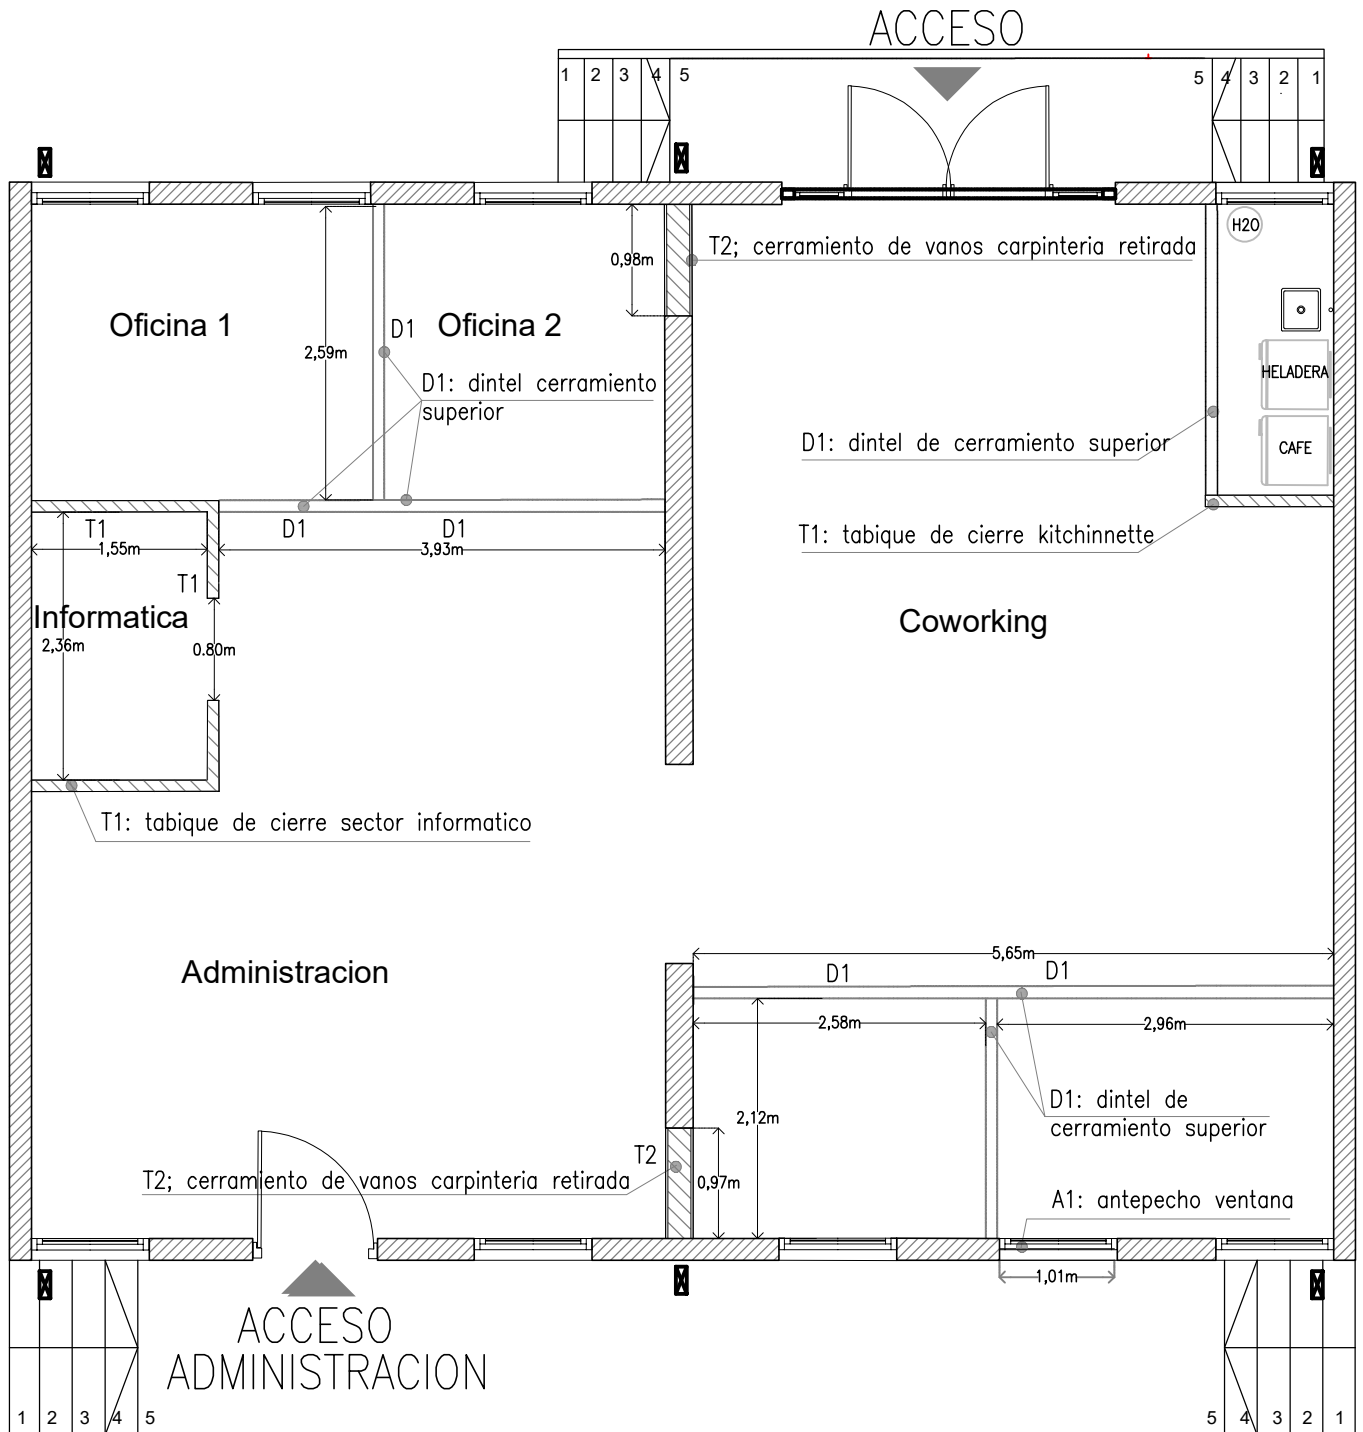 ACCESO
1 2 3 4 5
5 4 3 2 1
H2O
T2; cerramiento de vanos carpinteria retirada
0,98m
Oficina 1
Oficina 2
D1
2,59m
HELADERA
D1: dintel cerramiento
superior
D1: dintel de cerramiento superior
CAFE
T1
D1
D1
T1: tabique de cierre kitchinnette
1,55m
3,93m
T1
Informatica
Coworking
2,36m
0.80m
T1: tabique de cierre sector informatico
5,65m
Administracion
D1
D1
2,58m
2,96m
D1: dintel de
cerramiento superior
2,12m
T2
T2; cerramiento de vanos carpinteria retirada
0,97m
A1: antepecho ventana
1,01m
ACCESO
ADMINISTRACION
1 2 3 4 5
5 4 3 2 1